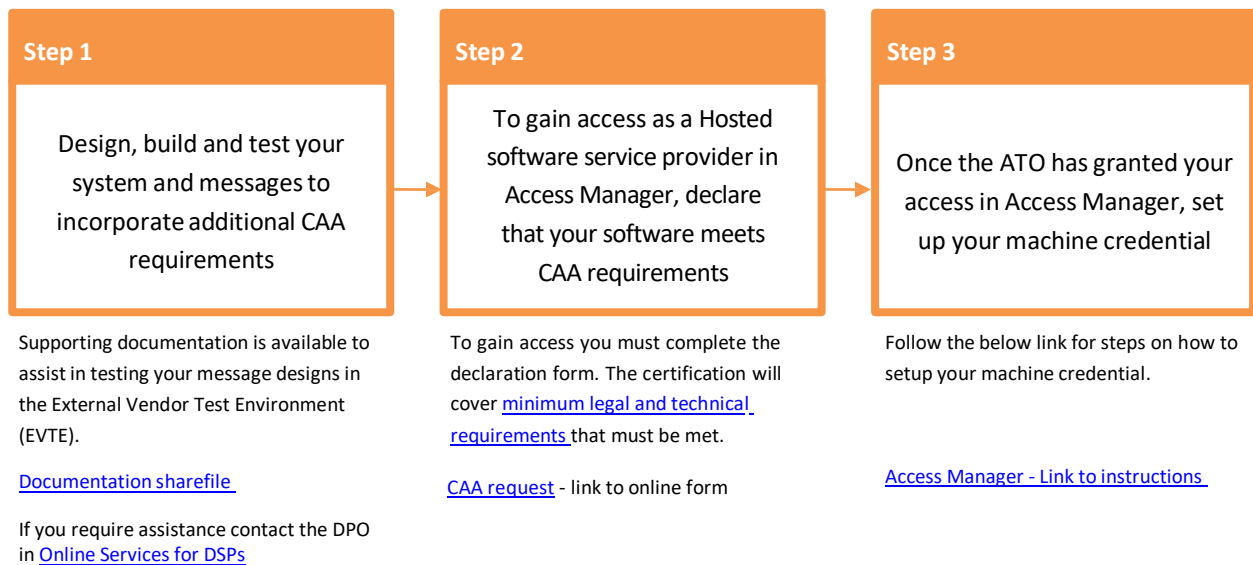 Step 1
Design, build and test your
system and messages to
incorporate additional CAA
requirements
Supporting documentation is available to
assist in testing your message designs in
the External Vendor Test Environment
(EVTE).
Documentation sharefile
If you require assistance contact the DPO
in Online Services for DSPs
Step 2
To gain access as a Hosted
software service provider in
Access Manager, declare
that your software meets
CAA requirements
To gain access you must complete the
declaration form. The certification will
cover minimum legal and technical
requirements that must be met.
CAA request - link to online form
Step 3
Once the ATO has granted your
access in Access Manager, set
up your machine credential
Follow the below link for steps on how to
setup your machine credential.
Access Manager - Link to instructions